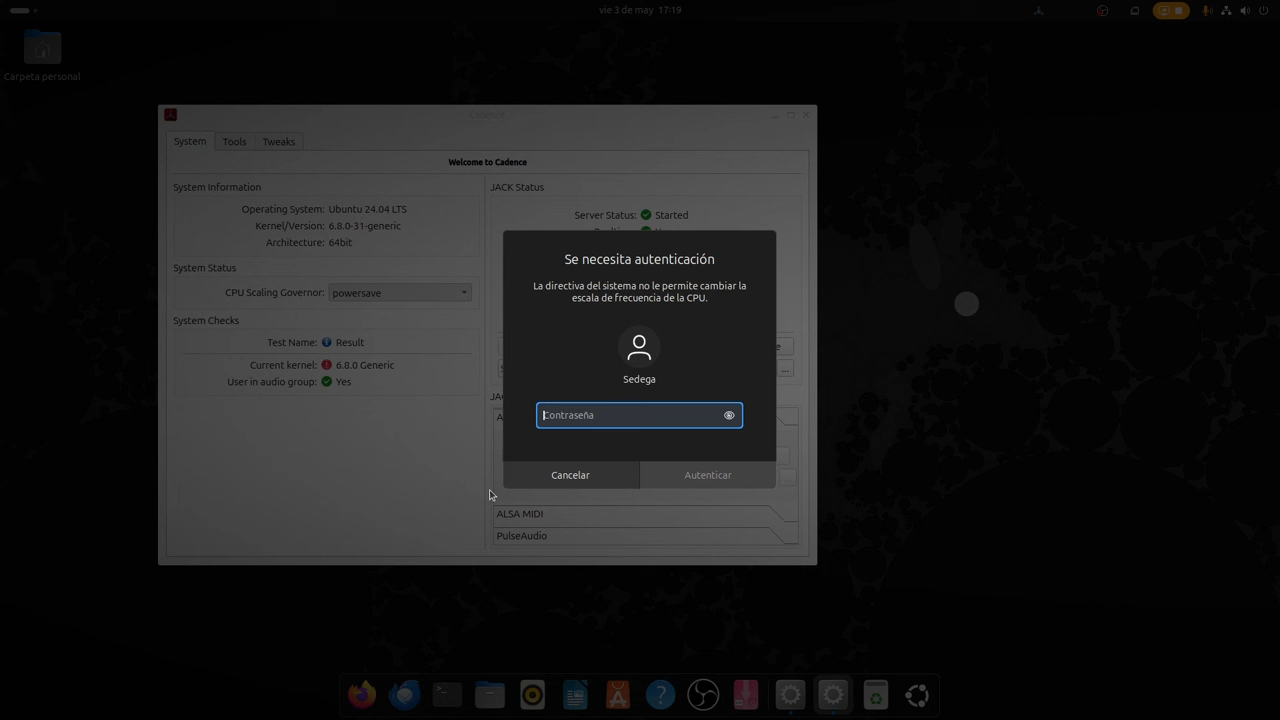 vie 3 de may 17:19
Carpeta personal
Cadence
System
Tools
Tweaks
Welcome to Cadence
System Information
Operating System: Ubuntu 24.04 LTS
Kernel/Version: 6.8.0-31-generic
Architecture: 64bit
System Status
CPU Scaling Governor: powersave
System Checks
Test Name: Result
Current kernel: 6.8.0 Generic
User in audio group: Yes
JACK Status
Server Status: Started
Se necesita autenticación
La directiva del sistema no le permite cambiar la
escala de frecuencia de la CPU.
Sedega
Contraseña
Cancelar
Autenticar
...
ALSA MIDI
PulseAudio